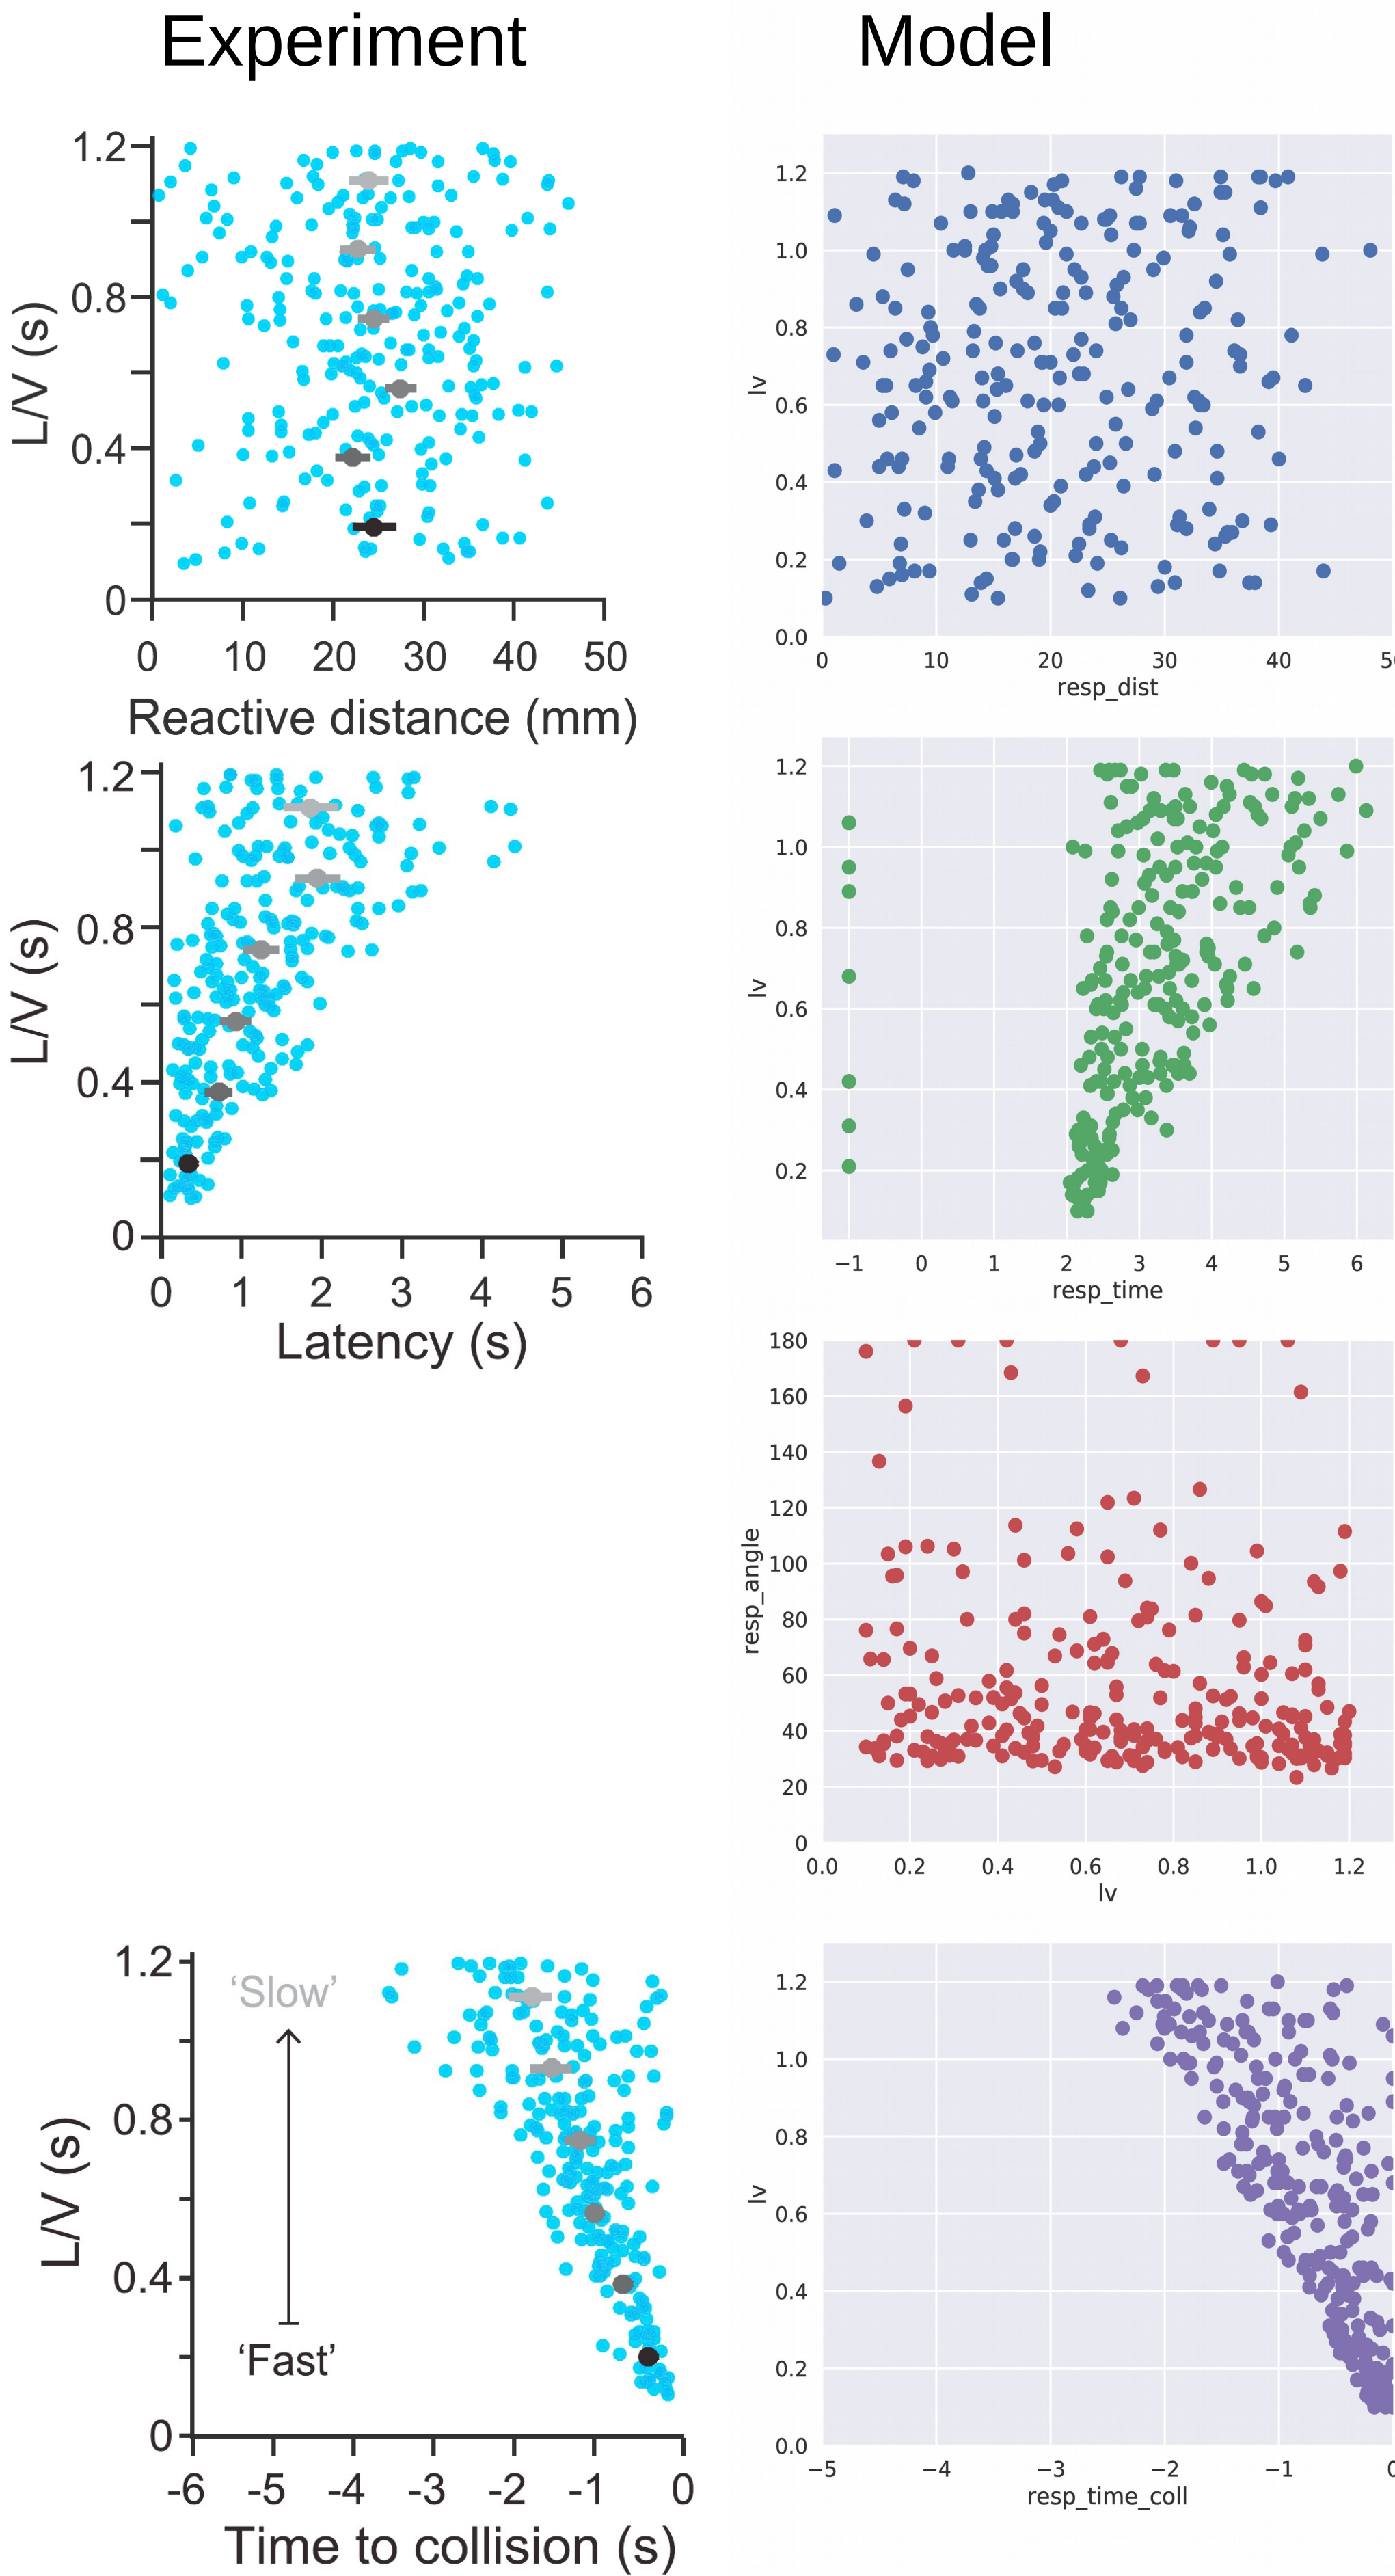 Experiment Model
1.2
0.8
0.4
0
L/V (s)
0 10 20 30 40 50
Reactive distance (mm)
1.2
1.0
0.8
0.6
0.4
0.2
0.0
lv
0 10 20 30 40
resp_dist
1.2
0.8
0.4
0
L/V (s)
0 1 2 3 4 5 6
Latency (s)
1.2
1.0
0.8
0.6
0.4
0.2
lv
−1 0 1 2 3 4 5 6
resp_time
180
160
140
120
100
80
60
40
20
0
resp_angle
0.0 0.2 0.4 0.6 0.8 1.0 1.2
lv
1.2
0.8
0.4
0
L/V (s)
‘Slow’
‘Fast’
-6 -5 -4 -3 -2 -1 0
Time to collision (s)
1.2
1.0
0.8
0.6
0.4
0.2
0.0
lv
−5 −4 −3 −2 −1
resp_time_coll